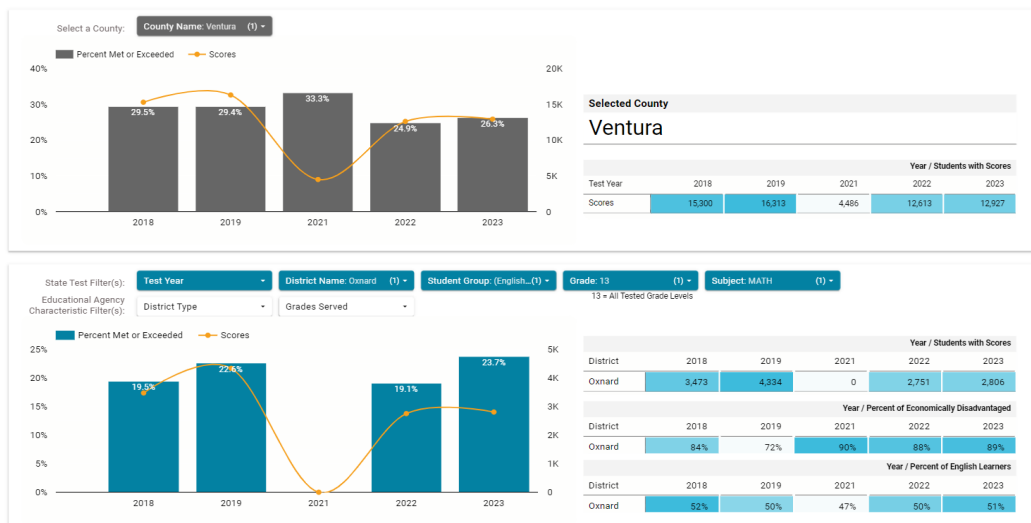 Select a County: County Name: Ventura (1)
Percent Met or Exceeded Scores
40% 20K
30% 15K
20% 10K
10% 5K
0% 0
29.5% 29.4% 33.3% 24.9% 26.3%
2018 2019 2021 2022 2023
Selected County
Ventura
Year / Students with Scores
Test Year 2018 2019 2021 2022 2023
Scores 15,300 16,313 4,486 12,613 12,927
State Test Filter(s): Test Year District Name: Oxnard (1) Student Group: (English... (1) Grade: 13 (1) Subject: MATH (1)
13 = All Tested Grade Levels
Educational Agency
Characteristic Filter(s): District Type Grades Served
Percent Met or Exceeded Scores
25% 5K
20% 4K
15% 3K
10% 2K
5% 1K
0% 0
19.5% 22.6% 19.1% 23.7%
2018 2019 2021 2022 2023
Year / Students with Scores
District 2018 2019 2021 2022 2023
Oxnard 3,473 4,334 0 2,751 2,806
Year / Percent of Economically Disadvantaged
District 2018 2019 2021 2022 2023
Oxnard 84% 72% 90% 88% 89%
Year / Percent of English Learners
District 2018 2019 2021 2022 2023
Oxnard 52% 50% 47% 50% 51%